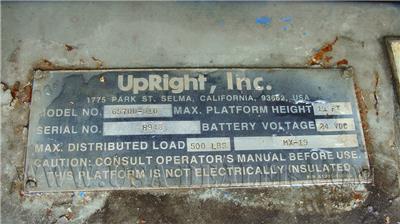 UpRight, Inc.
1775 PARK ST. SELMA, CALIFORNIA, 93662, USA
MODEL NO. MAX. PLATFORM HEIGHT FT
SERIAL NO. BATTERY VOLTAGE 24 VDC
MAX. DISTRIBUTED LOAD 500 LBS MX-19
CAUTION: CONSULT OPERATOR'S MANUAL BEFORE USE.
THIS PLATFORM IS NOT ELECTRICALLY INSULATED